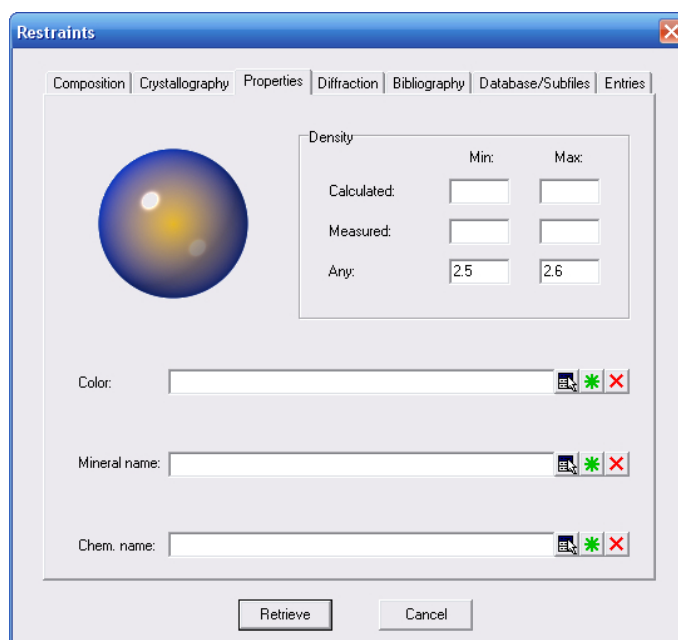 Restraints
Composition Crystallography Properties Diffraction Bibliography Database/Subfiles Entries
Density
Min: Max:
Calculated:
Measured:
Any: 2.5 2.6
Color:
Mineral name:
Chem. name:
Retrieve Cancel